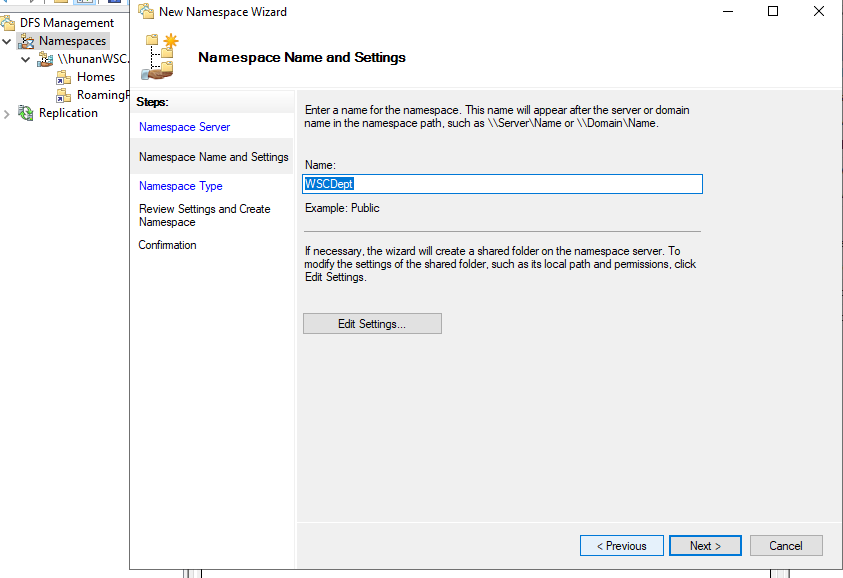 New Namespace Wizard
DFS Management
Namespaces
\\hunanWSC.
Homes
Replication
Namespace Name and Settings
Steps:
Namespace Server
Namespace Name and Settings
Namespace Type
Review Settings and Create
Namespace
Confirmation
Enter a name for the namespace. This name will appear after the server or domain
name in the namespace path, such as \\Server\Name or \\Domain\Name.
Name:
WSCDept
Example: Public
If necessary, the wizard will create a shared folder on the namespace server. To
modify the settings of the shared folder, such as its local path and permissions, click
Edit Settings.
Edit Settings...
< Previous
Next >
Cancel